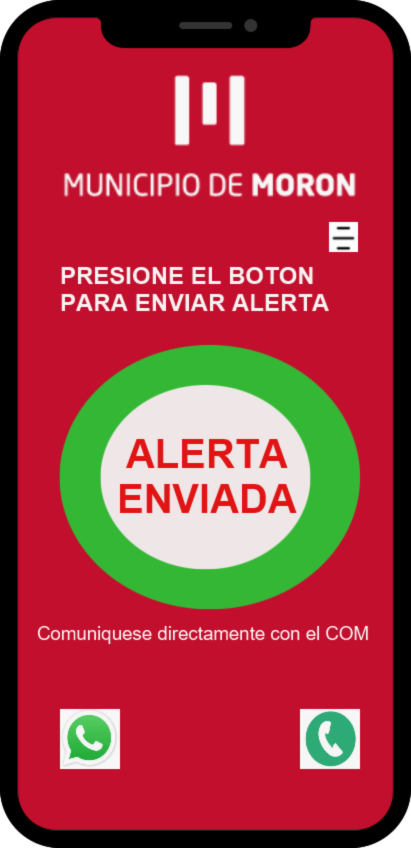 MUNICIPIO DE MORON
PRESIONE EL BOTON
PARA ENVIAR ALERTA
ALERTA
ENVIADA
Comuniquese directamente con el COM